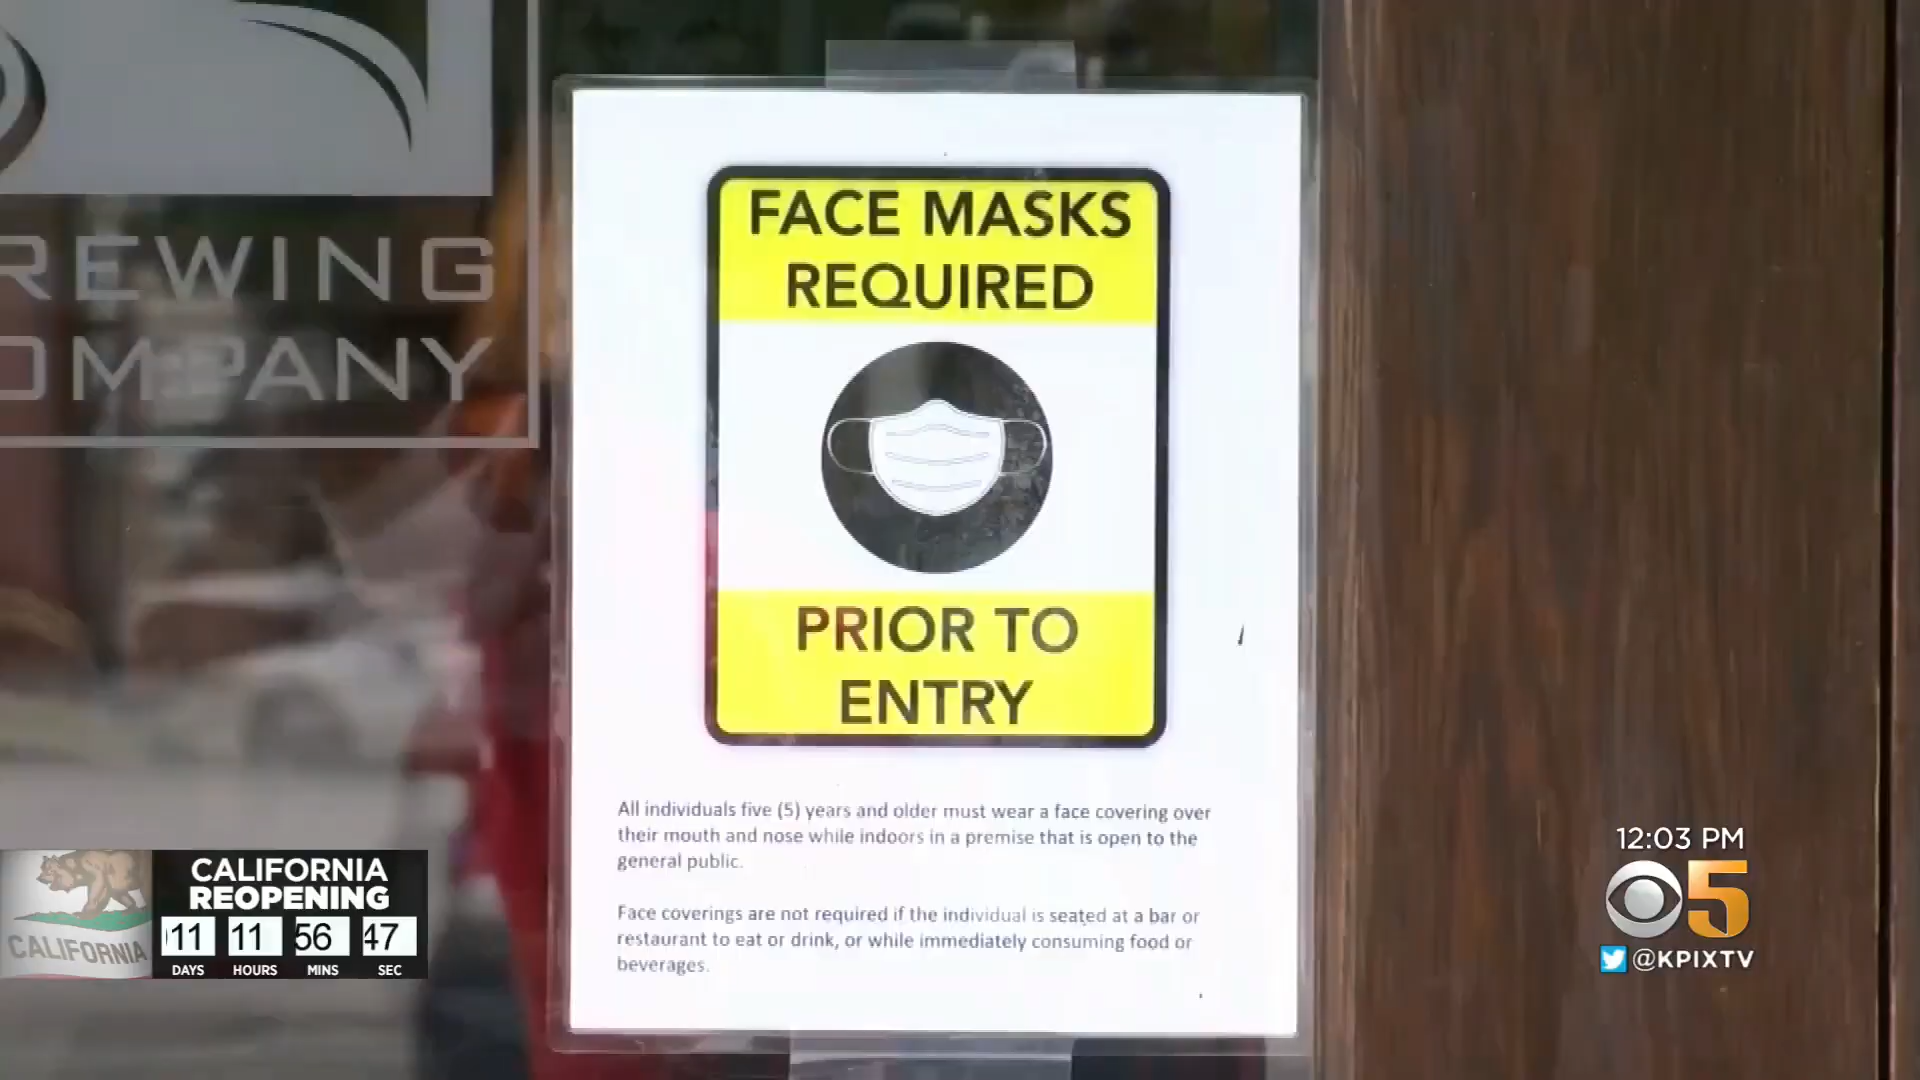 REWING
OMPANY
FACE MASKS
REQUIRED
PRIOR TO
ENTRY
All individuals five (5) years and older must wear a face covering over
their mouth and nose while indoors in a premise that is open to the
general public.
Face coverings are not required if the individual is seated at a bar or
restaurant to eat or drink, or while immediately consuming food or
beverages.
CALIFORNIA
CALIFORNIA
REOPENING
11 11 56 47
DAYS HOURS MINS SEC
12:03 PM
5
@KPIXTV